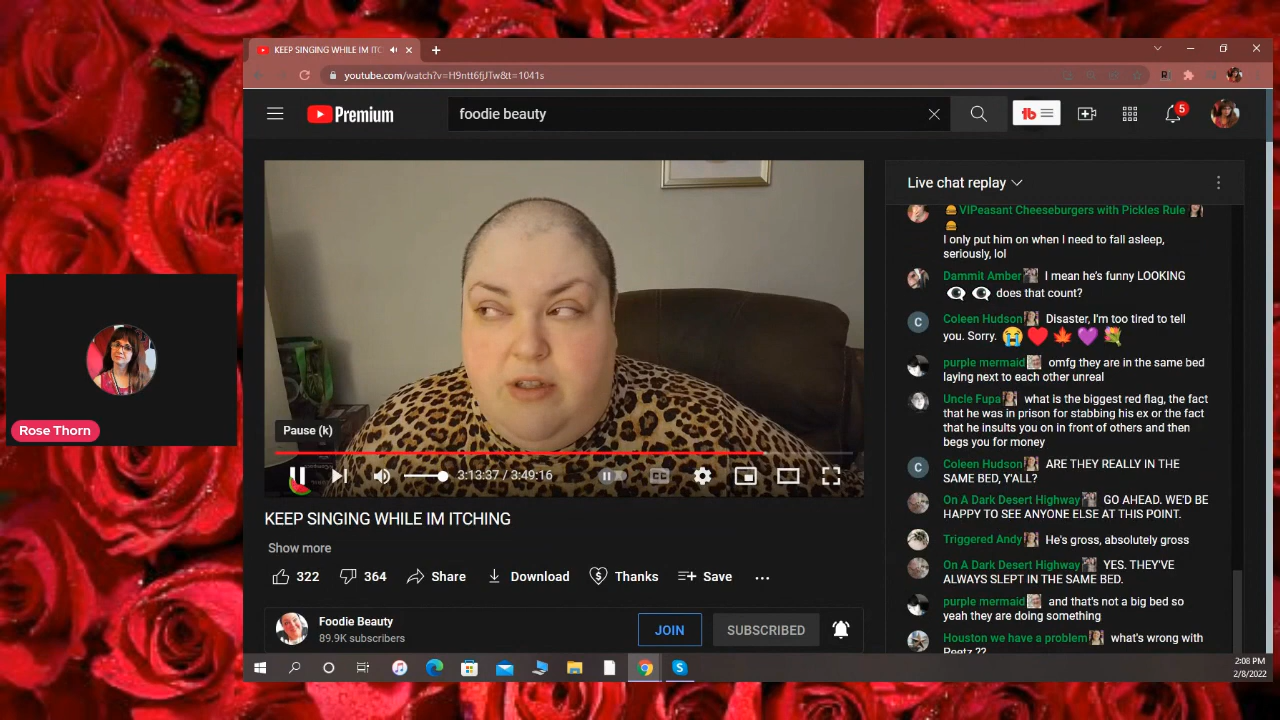 KEEP SINGING WHILE IM ITC
youtube.com/watch?v=H9ntt6fjJTw&t=1041s
Premium
foodie beauty
5
Live chat replay
VIPeasant Cheeseburgers with Pickles Rule
I only put him on when I need to fall asleep,
seriously, lol
Dammit Amber I mean he's funny LOOKING
does that count?
Coleen Hudson Disaster, I'm too tired to tell
you. Sorry.
purple mermaid omfg they are in the same bed
laying next to each other unreal
Uncle Fupa what is the biggest red flag, the fact
that he was in prison for stabbing his ex or the fact
that he insults you on in front of others and then
begs you for money
Coleen Hudson ARE THEY REALLY IN THE
SAME BED, Y'ALL?
On A Dark Desert Highway GO AHEAD. WE'D BE
HAPPY TO SEE ANYONE ELSE AT THIS POINT.
Triggered Andy He's gross, absolutely gross
On A Dark Desert Highway YES. THEY'VE
ALWAYS SLEPT IN THE SAME BED.
purple mermaid and that's not a big bed so
yeah they are doing something
Houston we have a problem what's wrong with
Peetz ??
C
C
Rose Thorn
Pause (k)
3:13:37 / 3:49:16
CC
KEEP SINGING WHILE IM ITCHING
Show more
322 364 Share Download Thanks Save
Foodie Beauty
89.9K subscribers
JOIN SUBSCRIBED
2:08 PM
2/8/2022